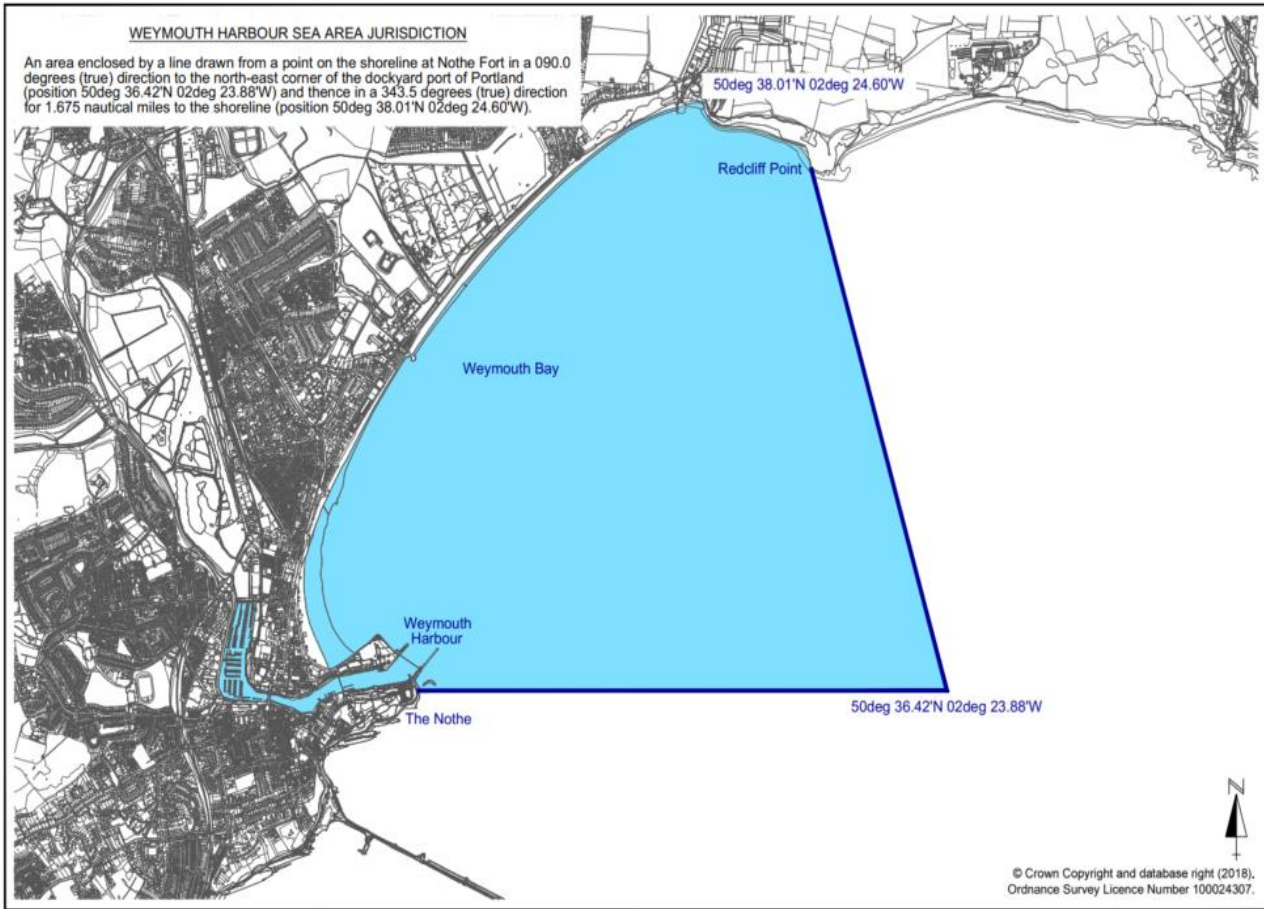 WEYMOUTH HARBOUR SEA AREA JURISDICTION
An area enclosed by a line drawn from a point on the shoreline at Nothe Fort in a 090.0
degrees (true) direction to the north-east corner of the dockyard port of Portland
(position 50deg 36.42'N 02deg 23.88'W) and thence in a 343.5 degrees (true) direction
for 1.675 nautical miles to the shoreline (position 50deg 38.01'N 02deg 24.60'W).
50deg 38.01'N 02deg 24.60'W
Redcliff Point
Weymouth Bay
Weymouth
Harbour
The Nothe
50deg 36.42'N 02deg 23.88'W
N
© Crown Copyright and database right (2018).
Ordnance Survey Licence Number 100024307.